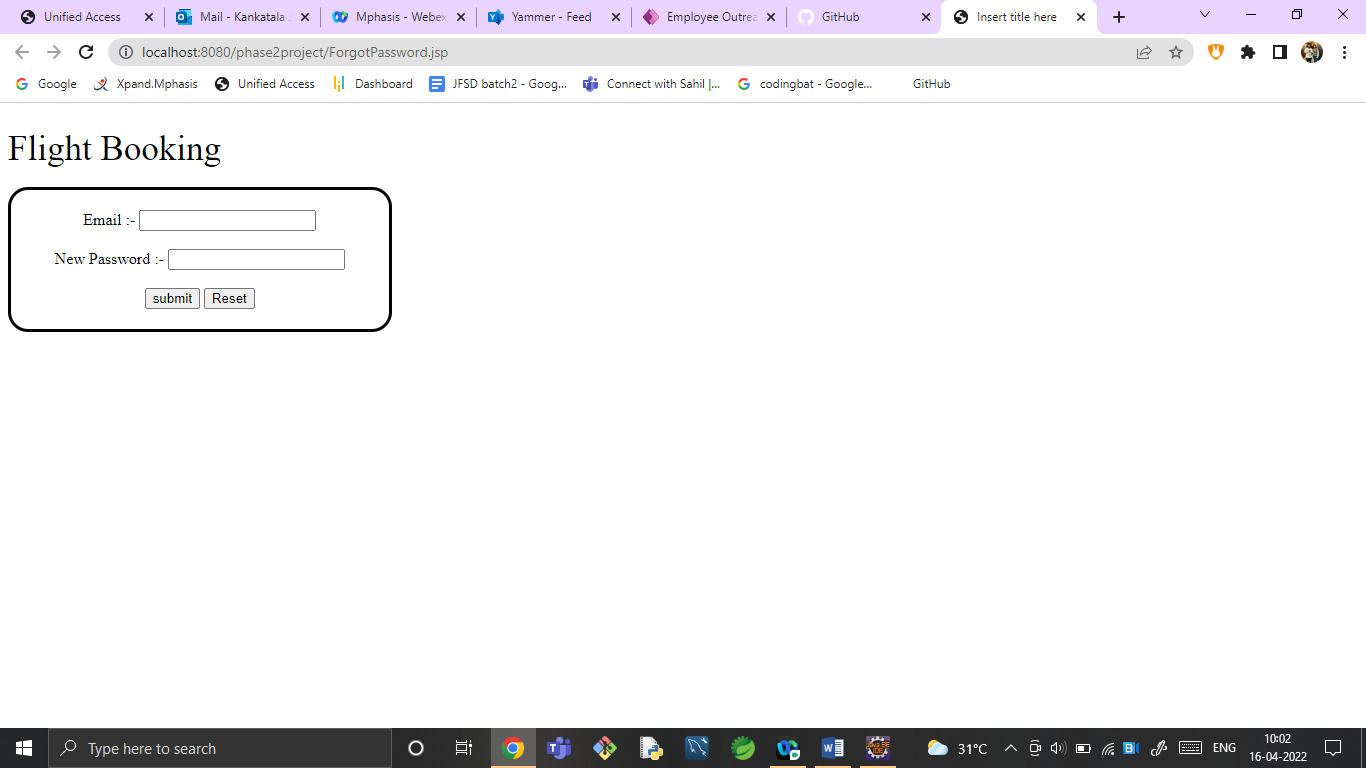 Unified Access
Mail - Kankatala J
Mphasis - Webex
Yammer - Feed
Employee Outrea
GitHub
Insert title here
localhost:8080/phase2project/ForgotPassword.jsp
Google
Xpand.Mphasis
Unified Access
Dashboard
JFSD batch2 - Goog...
Connect with Sahil |...
codingbat - Google...
GitHub
Flight Booking
Email :-
New Password :-
submit Reset
Type here to search
31°C
ENG
10:02
16-04-2022